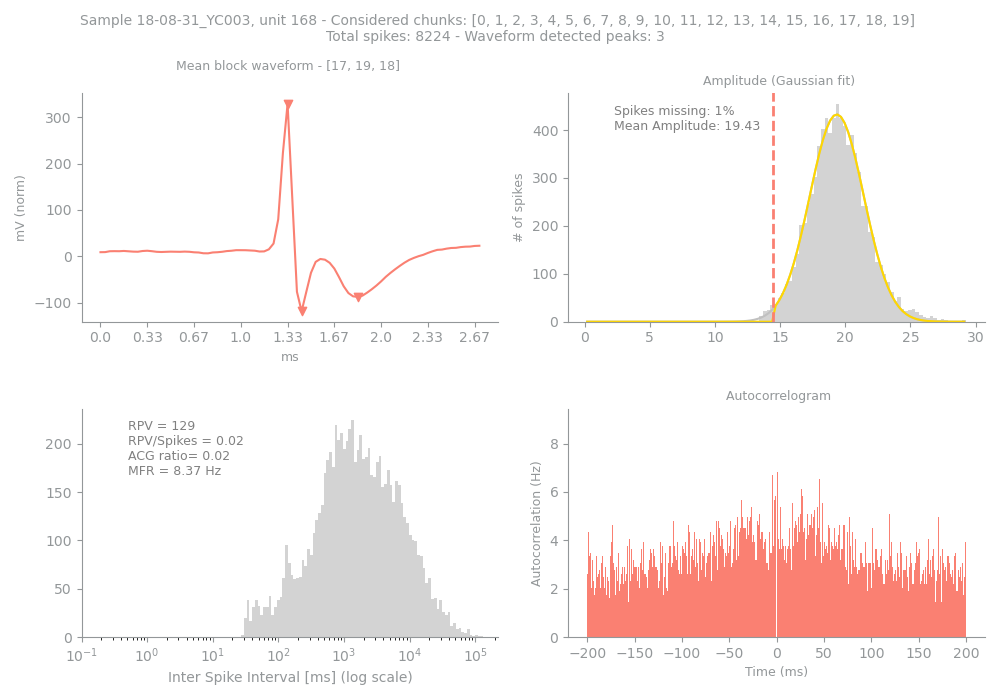 Sample 18-08-31_YC003, unit 168 - Considered chunks: [0, 1, 2, 3, 4, 5, 6, 7, 8, 9, 10, 11, 12, 13, 14, 15, 16, 17, 18, 19]
Total spikes: 8224 - Waveform detected peaks: 3
Mean block waveform - [17, 19, 18]
mV (norm)
300
200
100
0
−100
0.0 0.33 0.67 1.0 1.33 1.67 2.0 2.33 2.67
ms
Amplitude (Gaussian fit)
Spikes missing: 1%
Mean Amplitude: 19.43
# of spikes
400
300
200
100
0
0 5 10 15 20 25 30
RPV = 129
RPV/Spikes = 0.02
ACG ratio= 0.02
MFR = 8.37 Hz
200
150
100
50
0
10⁻¹ 10⁰ 10¹ 10² 10³ 10⁴ 10⁵
Inter Spike Interval [ms] (log scale)
Autocorrelogram
Autocorrelation (Hz)
8
6
4
2
0
−200 −150 −100 −50 0 50 100 150 200
Time (ms)